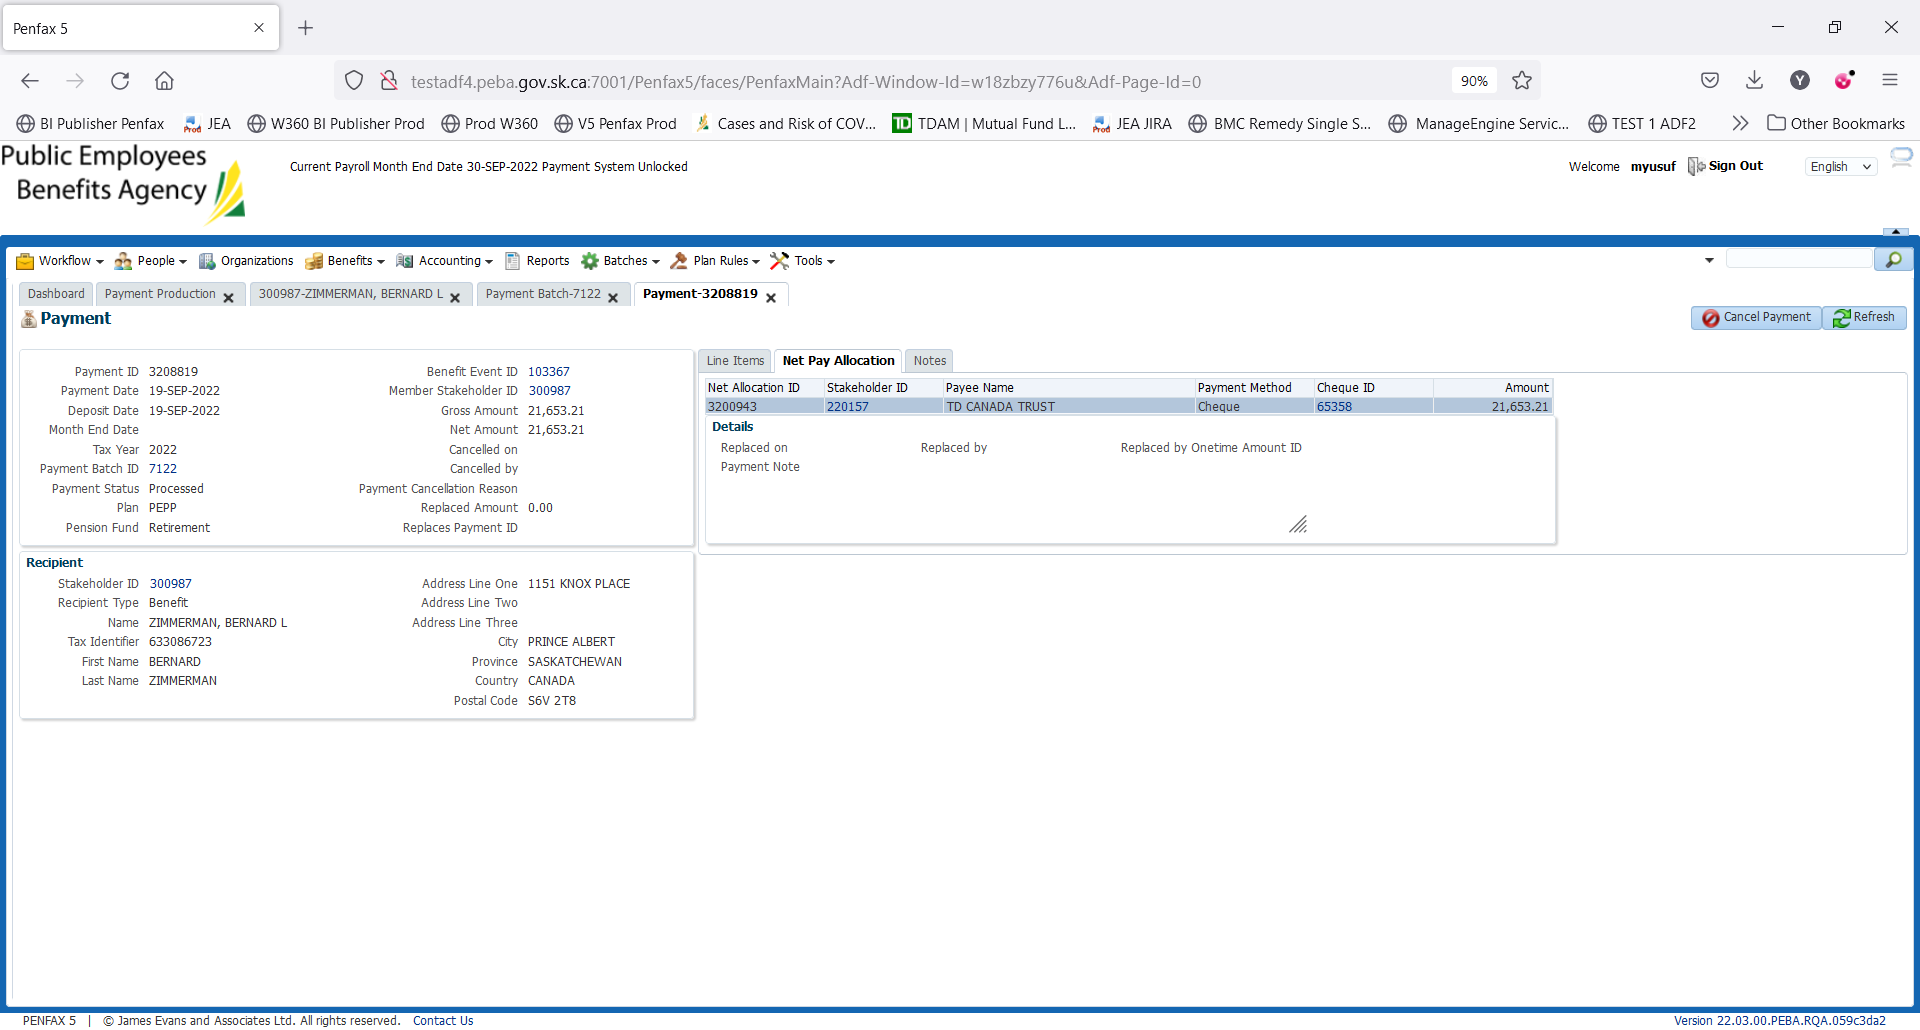 Penfax 5
testadf4.peba.gov.sk.ca:7001/Penfax5/faces/PenfaxMain?Adf-Window-Id=w18zbzy776u&Adf-Page-Id=0
90%
Y
BI Publisher Penfax JEA W360 BI Publisher Prod Prod W360 V5 Penfax Prod Cases and Risk of COV... TD TDAM | Mutual Fund L... JEA JIRA BMC Remedy Single S... ManageEngine Servic... TEST 1 ADF2 Other Bookmarks
Public Employees
Benefits Agency
Current Payroll Month End Date 30-SEP-2022 Payment System Unlocked
Welcome myusuf Sign Out English
Workflow People Organizations Benefits Accounting Reports Batches Plan Rules Tools
Dashboard Payment Production 300987-ZIMMERMAN, BERNARD L Payment Batch-7122 Payment-3208819
Payment
Cancel Payment Refresh
Payment ID 3208819 Benefit Event ID 103367
Payment Date 19-SEP-2022 Member Stakeholder ID 300987
Deposit Date 19-SEP-2022 Gross Amount 21,653.21
Month End Date Net Amount 21,653.21
Tax Year 2022 Cancelled on
Payment Batch ID 7122 Cancelled by
Payment Status Processed Payment Cancellation Reason
Plan PEPP Replaced Amount 0.00
Pension Fund Retirement Replaces Payment ID
Recipient
Stakeholder ID 300987 Address Line One 1151 KNOX PLACE
Recipient Type Benefit Address Line Two
Name ZIMMERMAN, BERNARD L Address Line Three
Tax Identifier 633086723 City PRINCE ALBERT
First Name BERNARD Province SASKATCHEWAN
Last Name ZIMMERMAN Country CANADA
Postal Code S6V 2T8
Line Items Net Pay Allocation Notes
Net Allocation ID Stakeholder ID Payee Name Payment Method Cheque ID Amount
3200943 220157 TD CANADA TRUST Cheque 65358 21,653.21
Details
Replaced on Replaced by Replaced by Onetime Amount ID
Payment Note
PENFAX 5 | © James Evans and Associates Ltd. All rights reserved. Contact Us
Version 22.03.00.PEBA.RQA.059c3da2